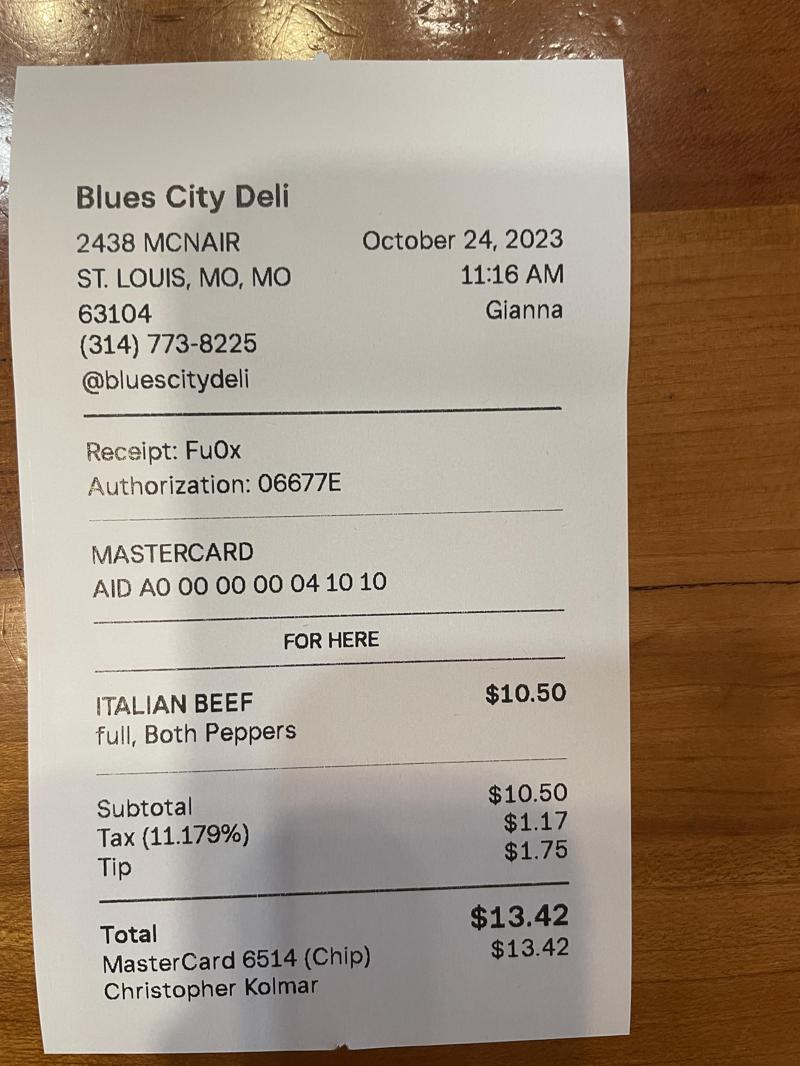 Blues City Deli
2438 MCNAIR
ST. LOUIS, MO, MO
63104
(314) 773-8225
@bluescitydeli
October 24, 2023
11:16 AM
Gianna
Receipt: Fu0x
Authorization: 06677E
MASTERCARD
AID A0 00 00 00 04 10 10
FOR HERE
ITALIAN BEEF $10.50
full, Both Peppers
Subtotal $10.50
Tax (11.179%) $1.17
Tip $1.75
Total $13.42
MasterCard 6514 (Chip) $13.42
Christopher Kolmar